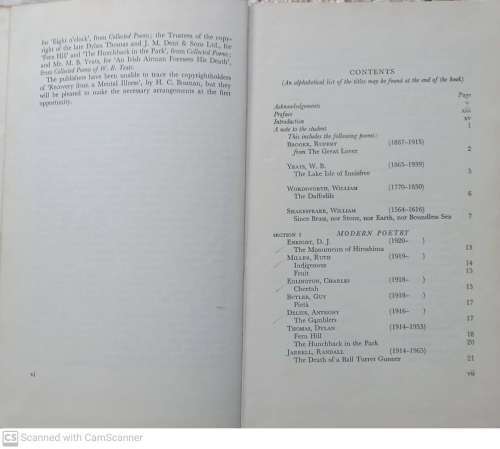 for 'Eight o'clock', from Collected Poems; the Trustees of the copy-
right of the late Dylan Thomas and J. M. Dent & Sons Ltd., for
'Fern Hill' and 'The Hunchback in the Park', from Collected Poems;
and Mr. M. B. Yeats, for 'An Irish Airman Foresees His Death',
from Collected Poems of W. B. Yeats.
The publishers have been unable to trace the copyrightholders
of 'Recovery from a Mental Illness', by H. C. Bosman, but they
will be pleased to make the necessary arrangements at the first
opportunity.
vi
CONTENTS
(An alphabetical list of the titles may be found at the end of the book)
Page
Acknowledgements v
Preface xiii
Introduction xv
A note to the student 1
This includes the following poems:
BROOKE, RUPERT (1887–1915)
from The Great Lover 2
YEATS, W. B. (1865–1939)
The Lake Isle of Innisfree 5
WORDSWORTH, WILLIAM (1770–1850)
The Daffodils 6
SHAKESPEARE, WILLIAM (1564–1616)
Since Brass, nor Stone, nor Earth, nor Boundless Sea 7
SECTION 1 MODERN POETRY
ENRIGHT, D. J. (1920– )
The Monuments of Hiroshima 13
MILLER, RUTH (1919– )
Indigenous 14
Fruit 15
EGLINGTON, CHARLES (1918– )
Cheetah 15
BUTLER, GUY (1918– )
Pietà 17
DELIUS, ANTHONY (1916– )
The Gamblers 17
THOMAS, DYLAN (1914–1953)
Fern Hill 18
The Hunchback in the Park 20
JARRELL, RANDALL (1914–1965)
The Death of a Ball Turret Gunner 21
vii
CS Scanned with CamScanner